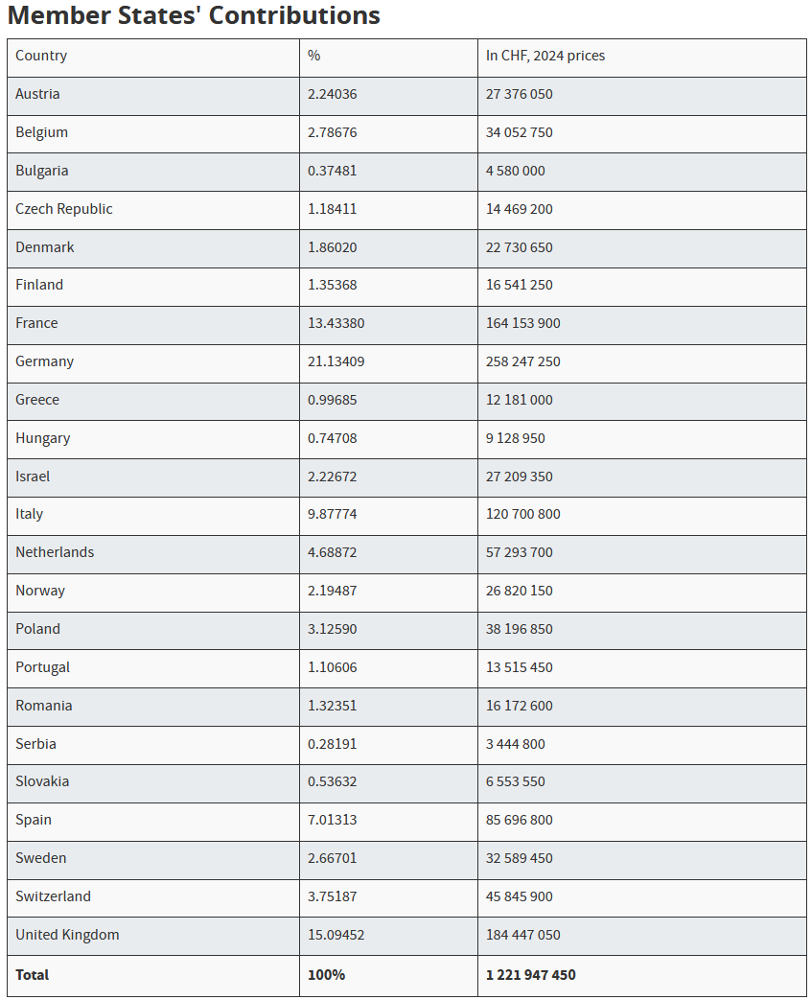 Member States' Contributions
Country % In CHF, 2024 prices
Austria 2.24036 27 376 050
Belgium 2.78676 34 052 750
Bulgaria 0.37481 4 580 000
Czech Republic 1.18411 14 469 200
Denmark 1.86020 22 730 650
Finland 1.35368 16 541 250
France 13.43380 164 153 900
Germany 21.13409 258 247 250
Greece 0.99685 12 181 000
Hungary 0.74708 9 128 950
Israel 2.22672 27 209 350
Italy 9.87774 120 700 800
Netherlands 4.68872 57 293 700
Norway 2.19487 26 820 150
Poland 3.12590 38 196 850
Portugal 1.10606 13 515 450
Romania 1.32351 16 172 600
Serbia 0.28191 3 444 800
Slovakia 0.53632 6 553 550
Spain 7.01313 85 696 800
Sweden 2.66701 32 589 450
Switzerland 3.75187 45 845 900
United Kingdom 15.09452 184 447 050
Total 100% 1 221 947 450